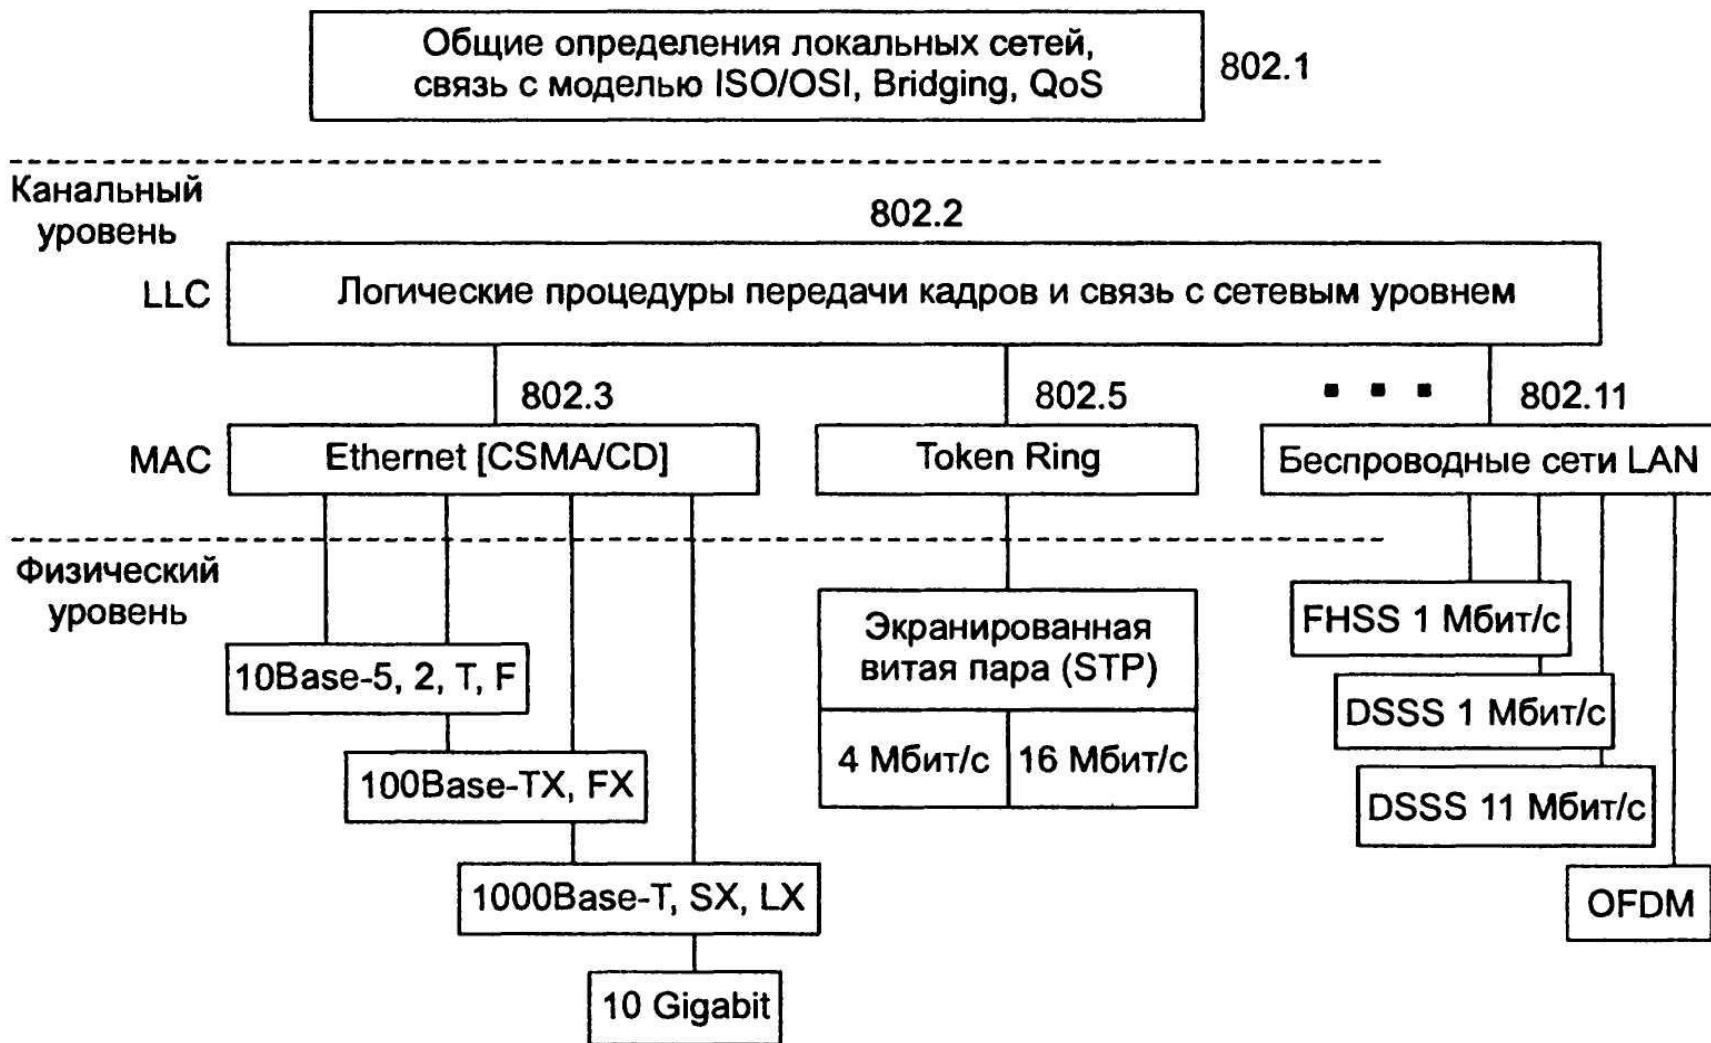 Общие определения локальных сетей,
связь с моделью ISO/OSI, Bridging, QoS
802.1
Канальный
уровень
802.2
LLC
Логические процедуры передачи кадров и связь с сетевым уровнем
802.3
802.5
802.11
MAC
Ethernet [CSMA/CD]
Token Ring
Беспроводные сети LAN
Физический
уровень
10Base-5, 2, T, F
100Base-TX, FX
1000Base-T, SX, LX
10 Gigabit
Экранированная
витая пара (STP)
4 Мбит/с
16 Мбит/с
FHSS 1 Мбит/с
DSSS 1 Мбит/с
DSSS 11 Мбит/с
OFDM